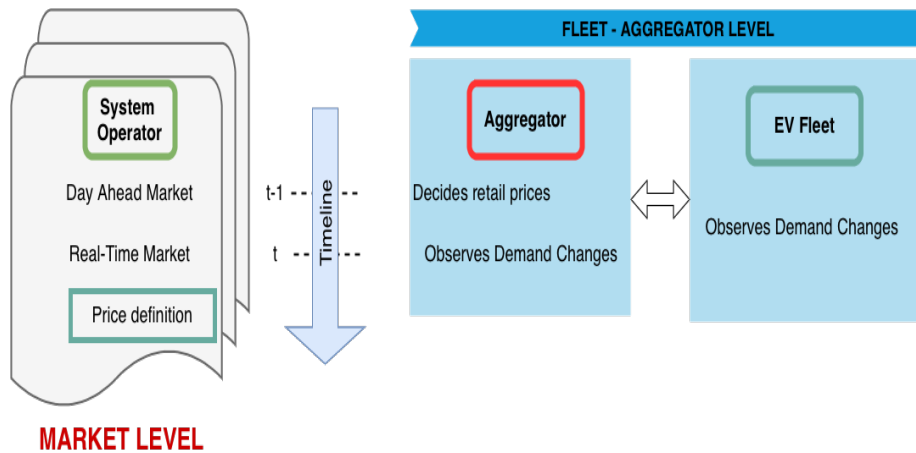 System
Operator
Day Ahead Market
Real-Time Market
Price definition
MARKET LEVEL
t-1
t
Timeline
FLEET - AGGREGATOR LEVEL
Aggregator
Decides retail prices
Observes Demand Changes
EV Fleet
Observes Demand Changes